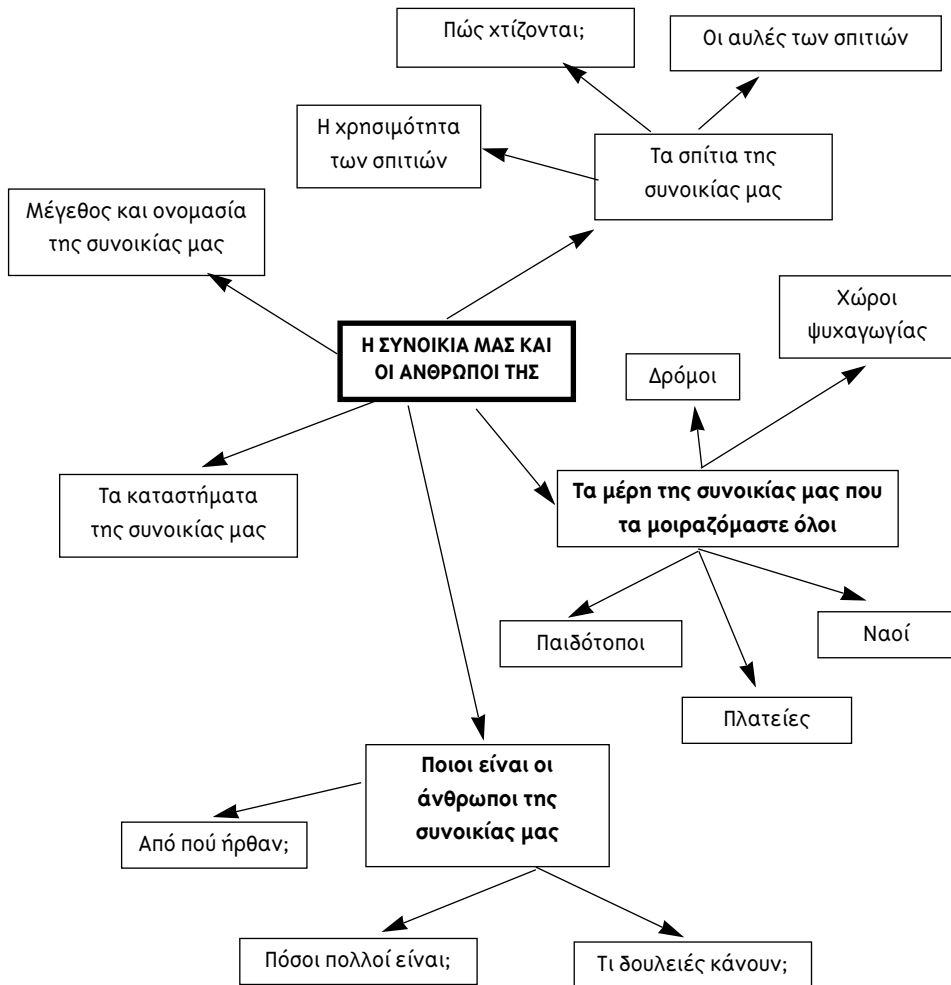 Πώς χτίζονται;
Οι αυλές των σπιτιών
Η χρησιμότητα
των σπιτιών
Τα σπίτια της
συνοικίας μας
Μέγεθος και ονομασία
της συνοικίας μας
Η ΣΥΝΟΙΚΙΑ ΜΑΣ ΚΑΙ
ΟΙ ΑΝΘΡΩΠΟΙ ΤΗΣ
Χώροι
ψυχαγωγίας
Δρόμοι
Τα καταστήματα
της συνοικίας μας
Τα μέρη της συνοικίας μας που
τα μοιραζόμαστε όλοι
Παιδότοποι
Ναοί
Πλατείες
Ποιοι είναι οι
άνθρωποι της
συνοικίας μας
Από πού ήρθαν;
Πόσοι πολλοί είναι;
Τι δουλειές κάνουν;